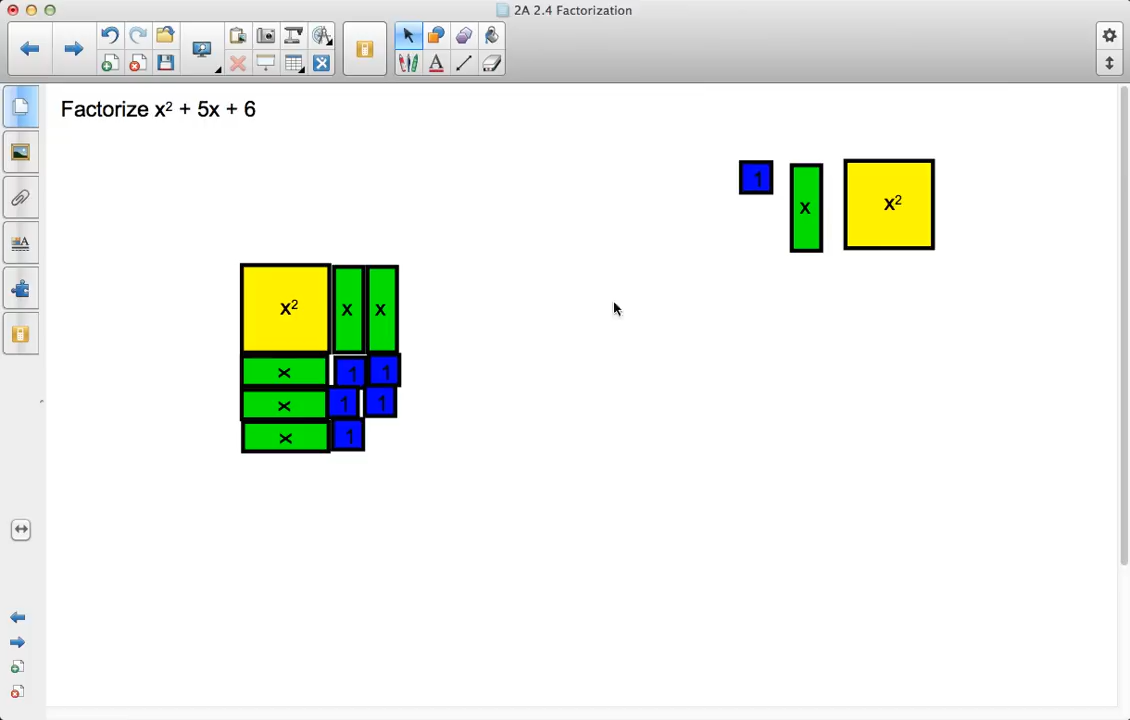 2A 2.4 Factorization
Factorize x² + 5x + 6
1
x
x²
x²
x
x
x
1
1
x
1
1
x
1